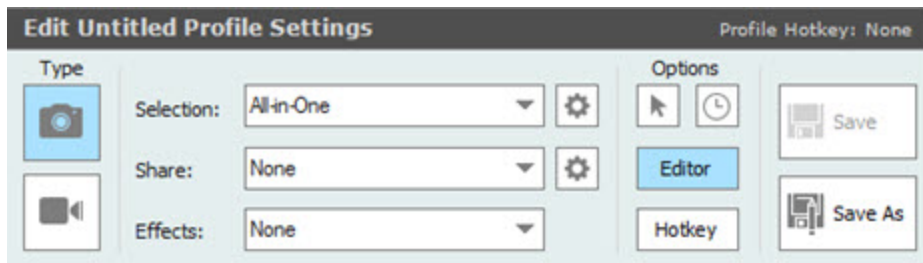 Edit Untitled Profile Settings
Profile Hotkey: None
Type
Options
Selection: All-in-One
Save
Share: None
Editor
Effects: None
Hotkey
Save As